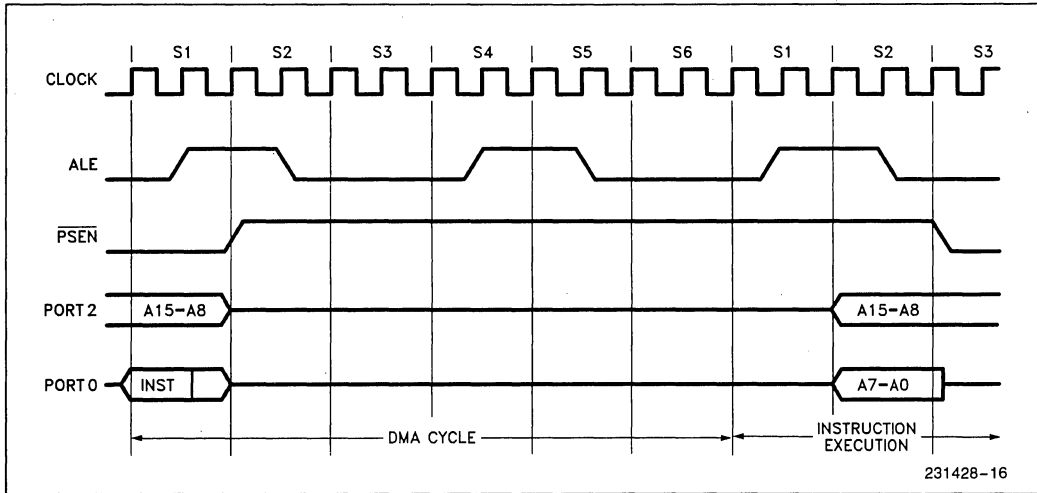 S1 S2 S3 S4 S5 S6 S1 S2 S3
CLOCK
ALE
PSEN
PORT 2 A15-A8 A15-A8
PORT 0 INST A7-A0
DMA CYCLE INSTRUCTION EXECUTION
231428-16